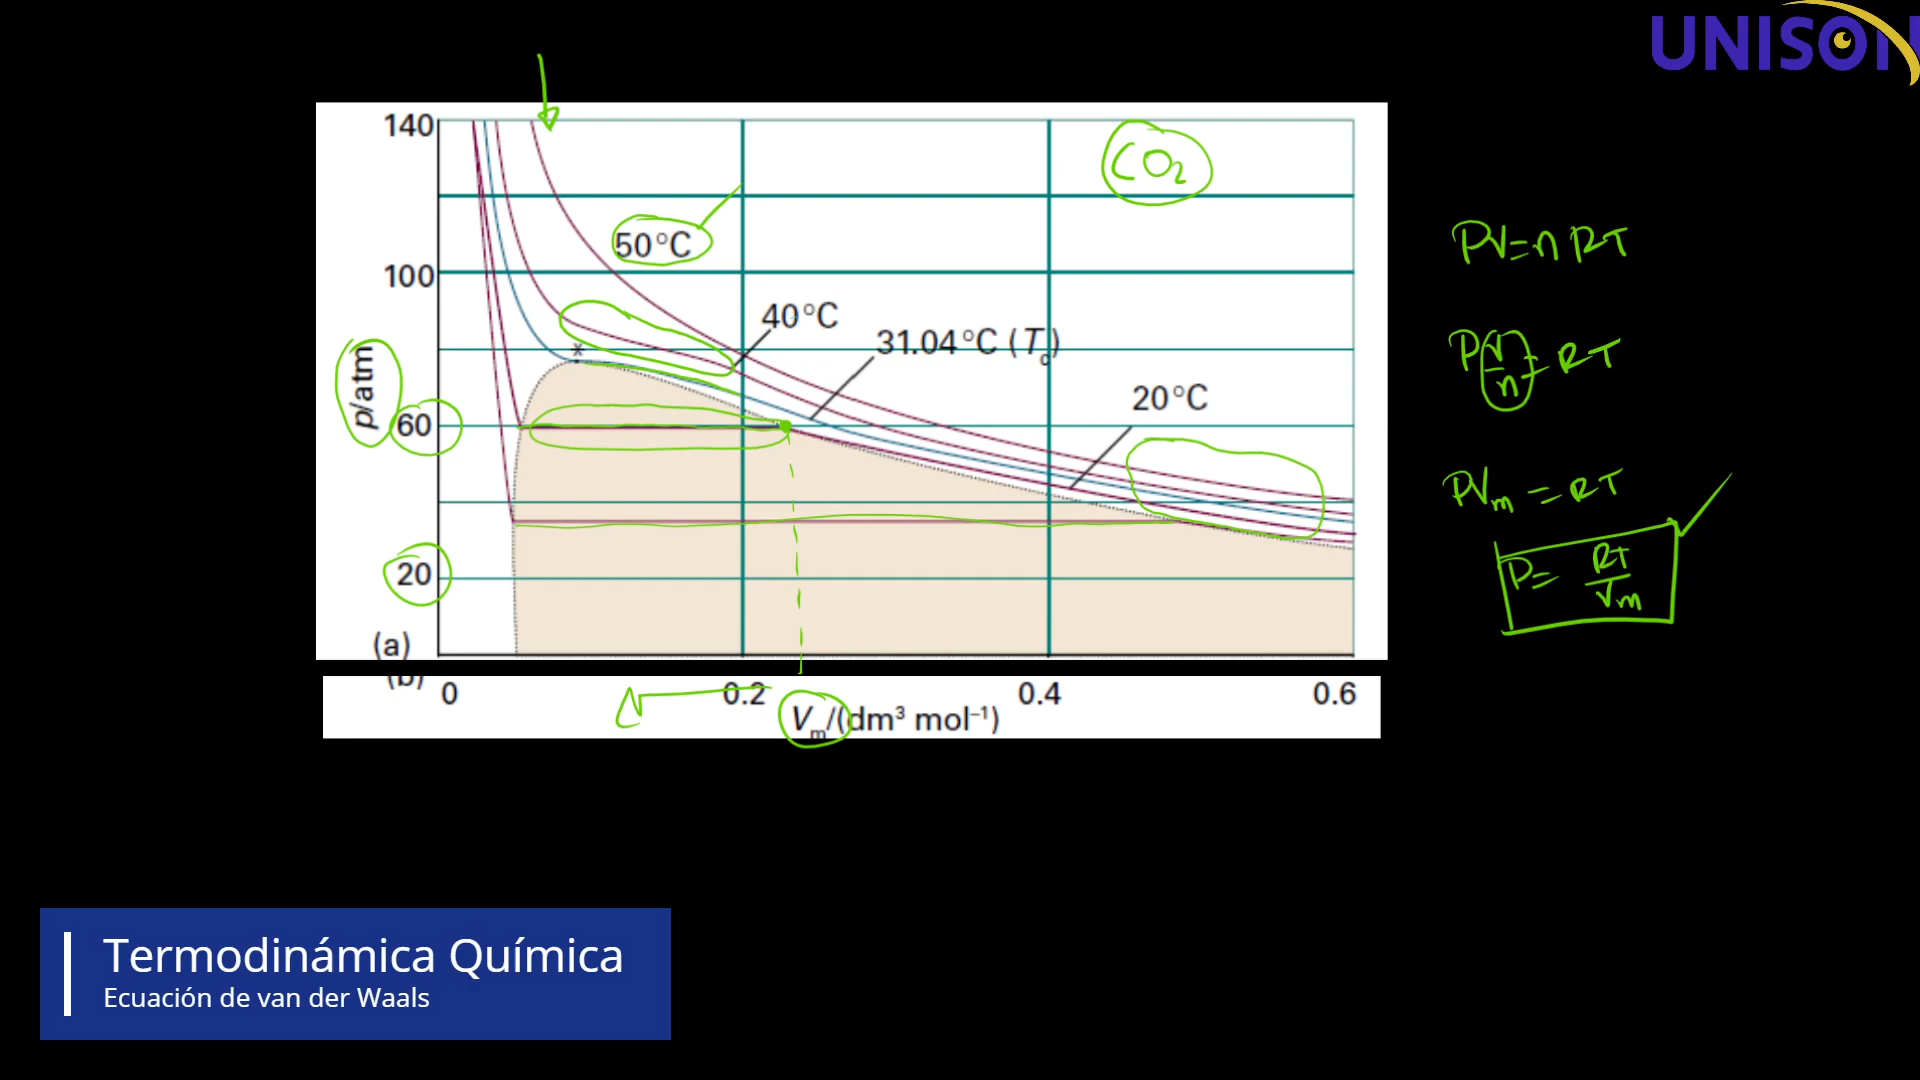 UNISON
140
CO₂
50°C
100
40°C
31.04°C (Tc)
p/atm
20°C
60
20
(a)
(b)
0 0.2 0.4 0.6
Vm/(dm³ mol⁻¹)
PV=nRT
P(V/n)=RT
PVm=RT
P= RT/Vm
Termodinámica Química
Ecuación de van der Waals